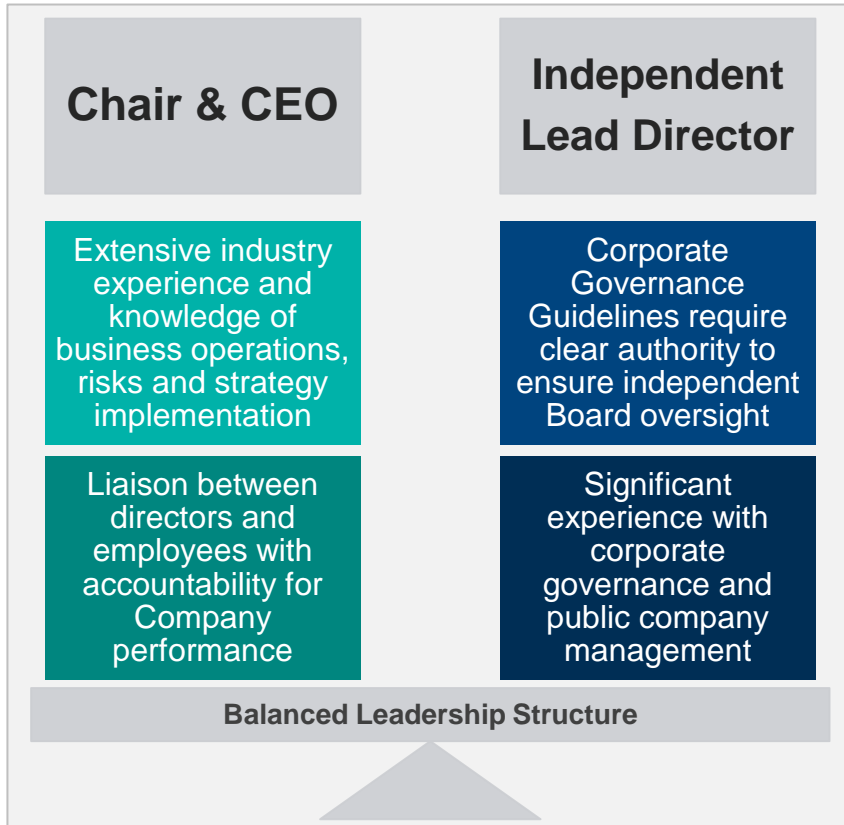 Chair & CEO
Independent
Lead Director
Extensive industry
experience and
knowledge of
business operations,
risks and strategy
implementation
Corporate
Governance
Guidelines require
clear authority to
ensure independent
Board oversight
Liaison between
directors and
employees with
accountability for
Company
performance
Significant
experience with
corporate
governance and
public company
management
Balanced Leadership Structure